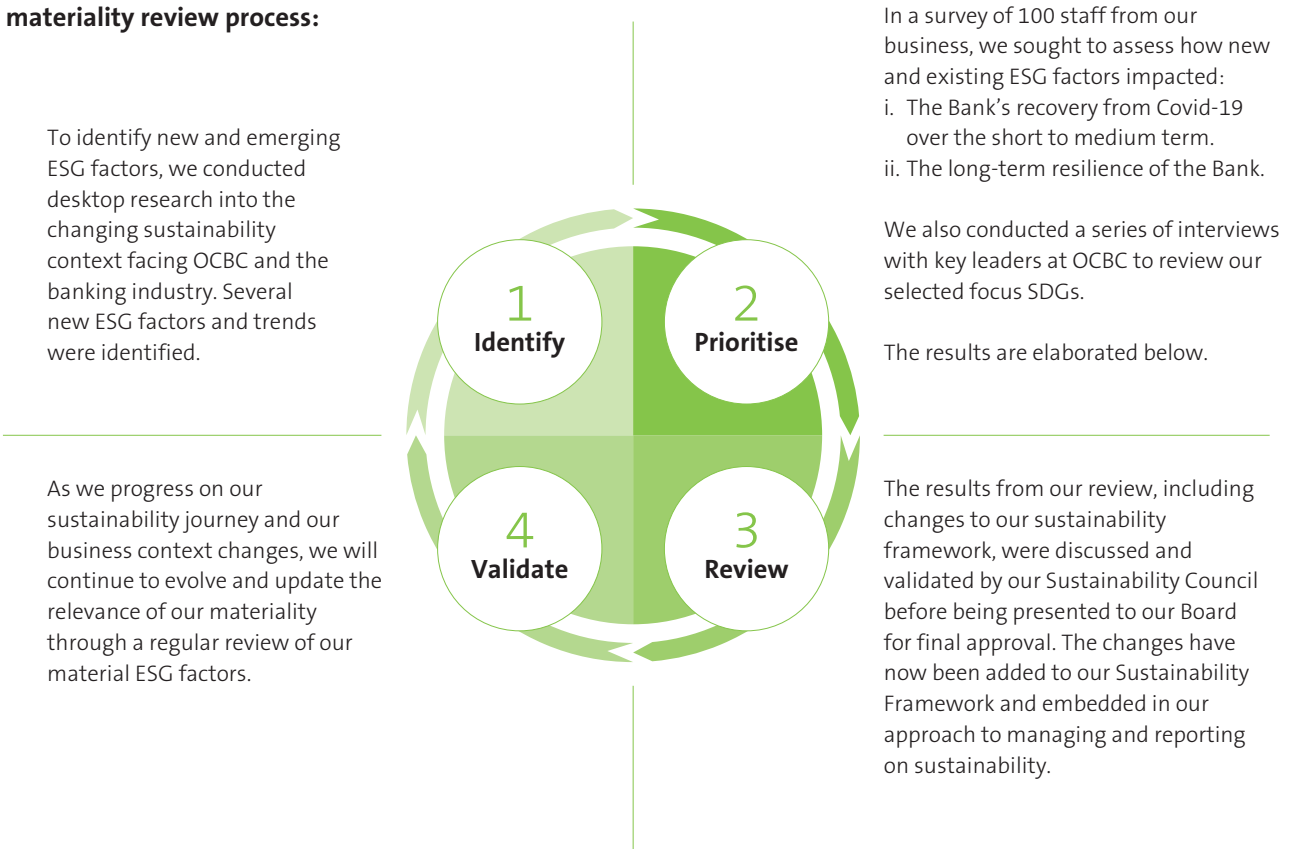 materiality review process:
To identify new and emerging
ESG factors, we conducted
desktop research into the
changing sustainability
context facing OCBC and the
banking industry. Several
new ESG factors and trends
were identified.
1
Identify
2
Prioritise
In a survey of 100 staff from our
business, we sought to assess how new
and existing ESG factors impacted:
i. The Bank’s recovery from Covid-19
over the short to medium term.
ii. The long-term resilience of the Bank.
We also conducted a series of interviews
with key leaders at OCBC to review our
selected focus SDGs.
The results are elaborated below.
As we progress on our
sustainability journey and our
business context changes, we will
continue to evolve and update the
relevance of our materiality
through a regular review of our
material ESG factors.
4
Validate
3
Review
The results from our review, including
changes to our sustainability
framework, were discussed and
validated by our Sustainability Council
before being presented to our Board
for final approval. The changes have
now been added to our Sustainability
Framework and embedded in our
approach to managing and reporting
on sustainability.